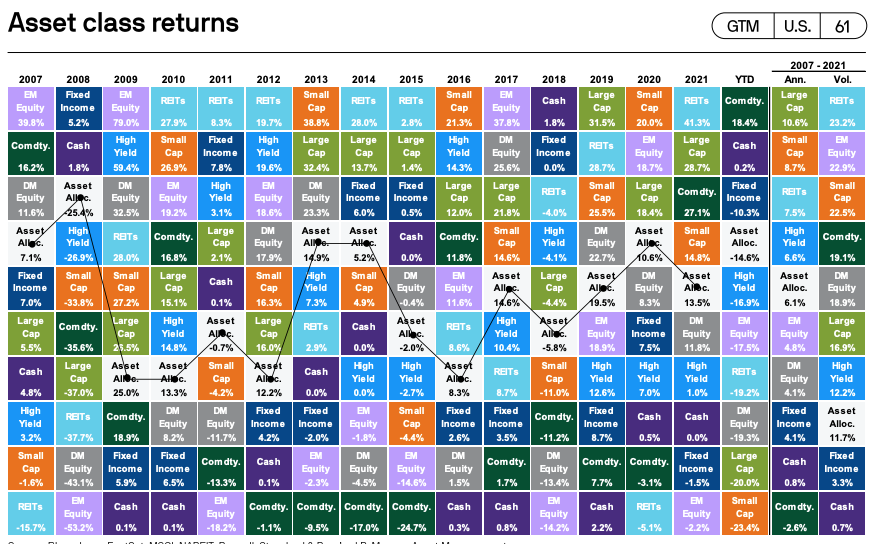 Asset class returns
GTM U.S. 61
2007 - 2021
2007 2008 2009 2010 2011 2012 2013 2014 2015 2016 2017 2018 2019 2020 2021 YTD Ann. Vol.
EM Equity 39.8% Fixed Income 5.2% EM Equity 79.0% REITs 27.9% REITs 8.3% REITs 19.7% Small Cap 38.8% REITs 28.0% REITs 2.8% Small Cap 21.3% EM Equity 37.8% Cash 1.8% Large Cap 31.5% Small Cap 20.0% REITs 41.3% Comdty. 18.4% Large Cap 10.6% REITs 23.2%
Comdty. 16.2% Cash 1.8% High Yield 59.4% Small Cap 26.9% Fixed Income 7.8% High Yield 19.6% Large Cap 32.4% Large Cap 13.7% Large Cap 1.4% High Yield 14.3% DM Equity 25.6% Fixed Income 0.0% REITs 28.7% EM Equity 18.7% Large Cap 28.7% Cash 0.2% Small Cap 8.7% EM Equity 22.9%
DM Equity 11.6% Asset Alloc. -25.4% DM Equity 32.5% EM Equity 19.2% High Yield 3.1% EM Equity 18.6% DM Equity 23.3% Fixed Income 6.0% Fixed Income 0.5% Large Cap 12.0% Large Cap 21.8% REITs -4.0% Small Cap 25.5% Large Cap 18.4% Comdty. 27.1% Fixed Income -10.3% REITs 7.5% Small Cap 22.5%
Asset Alloc. 7.1% High Yield -26.9% REITs 28.0% Comdty. 16.8% Large Cap 2.1% DM Equity 17.9% Asset Alloc. 14.9% Asset Alloc. 5.2% Cash 0.0% Comdty. 11.8% Small Cap 14.6% High Yield -4.1% DM Equity 22.7% Asset Alloc. 10.6% Small Cap 14.8% Asset Alloc. -14.6% High Yield 6.6% Comdty. 19.1%
Fixed Income 7.0% Small Cap -33.8% Small Cap 27.2% Large Cap 15.1% Cash 0.1% Small Cap 16.3% High Yield 7.3% Small Cap 4.9% DM Equity -0.4% EM Equity 11.6% Asset Alloc. 14.6% Large Cap -4.4% Asset Alloc. 19.5% DM Equity 8.3% Asset Alloc. 13.5% High Yield -16.9% Asset Alloc. 6.1% DM Equity 18.9%
Large Cap 5.5% Comdty. -35.6% Large Cap 26.5% High Yield 14.8% Asset Alloc. -0.7% Large Cap 16.0% REITs 2.9% Cash 0.0% Asset Alloc. -2.0% REITs 8.6% High Yield 10.4% Asset Alloc. -5.8% EM Equity 18.9% Fixed Income 7.5% DM Equity 11.8% EM Equity -17.5% EM Equity 4.8% Large Cap 16.9%
Cash 4.8% Large Cap -37.0% Asset Alloc. 25.0% Asset Alloc. 13.3% Small Cap -4.2% Asset Alloc. 12.2% Cash 0.0% High Yield 0.0% High Yield -2.7% Asset Alloc. 8.3% REITs 8.7% Small Cap -11.0% High Yield 12.6% High Yield 7.0% High Yield 1.0% REITs -19.2% DM Equity 4.1% High Yield 12.2%
High Yield 3.2% REITs -37.7% Comdty. 18.9% DM Equity 8.2% DM Equity -11.7% Fixed Income 4.2% Fixed Income -2.0% EM Equity -1.8% Small Cap -4.4% Fixed Income 2.6% Fixed Income 3.5% Comdty. -11.2% Fixed Income 8.7% Cash 0.5% Cash 0.0% DM Equity -19.3% Fixed Income 4.1% Asset Alloc. 11.7%
Small Cap -1.6% DM Equity -43.1% Fixed Income 5.9% Fixed Income 6.5% Comdty. -13.3% Cash 0.1% EM Equity -2.3% DM Equity -4.5% EM Equity -14.6% DM Equity 1.5% Comdty. 1.7% DM Equity -13.4% Comdty. 7.7% Comdty. -3.1% Fixed Income -1.5% Large Cap -20.0% Cash 0.8% Fixed Income 3.3%
REITs -15.7% EM Equity -53.2% Cash 0.1% Cash 0.1% EM Equity -18.2% Comdty. -1.1% Comdty. -9.5% Comdty. -17.0% Comdty. -24.7% Cash 0.3% Cash 0.8% EM Equity -14.2% Cash 2.2% REITs -5.1% EM Equity -2.2% Small Cap -23.4% Comdty. -2.6% Cash 0.7%